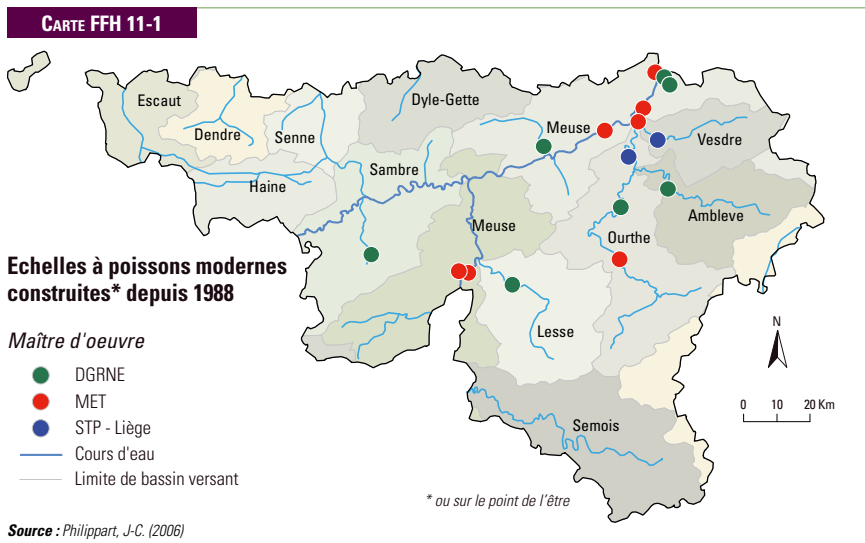 CARTE FFH 11-1
Escaut
Dendre
Senne
Dyle-Gette
Meuse
Vesdre
Haine
Sambre
Meuse
Ambleve
Ourthe
Lesse
Semois
Echelles à poissons modernes
construites* depuis 1988
Maître d'oeuvre
DGRNE
MET
STP - Liège
Cours d'eau
Limite de bassin versant
N
0 10 20 Km
* ou sur le point de l'être
Source : Philippart, J-C. (2006)